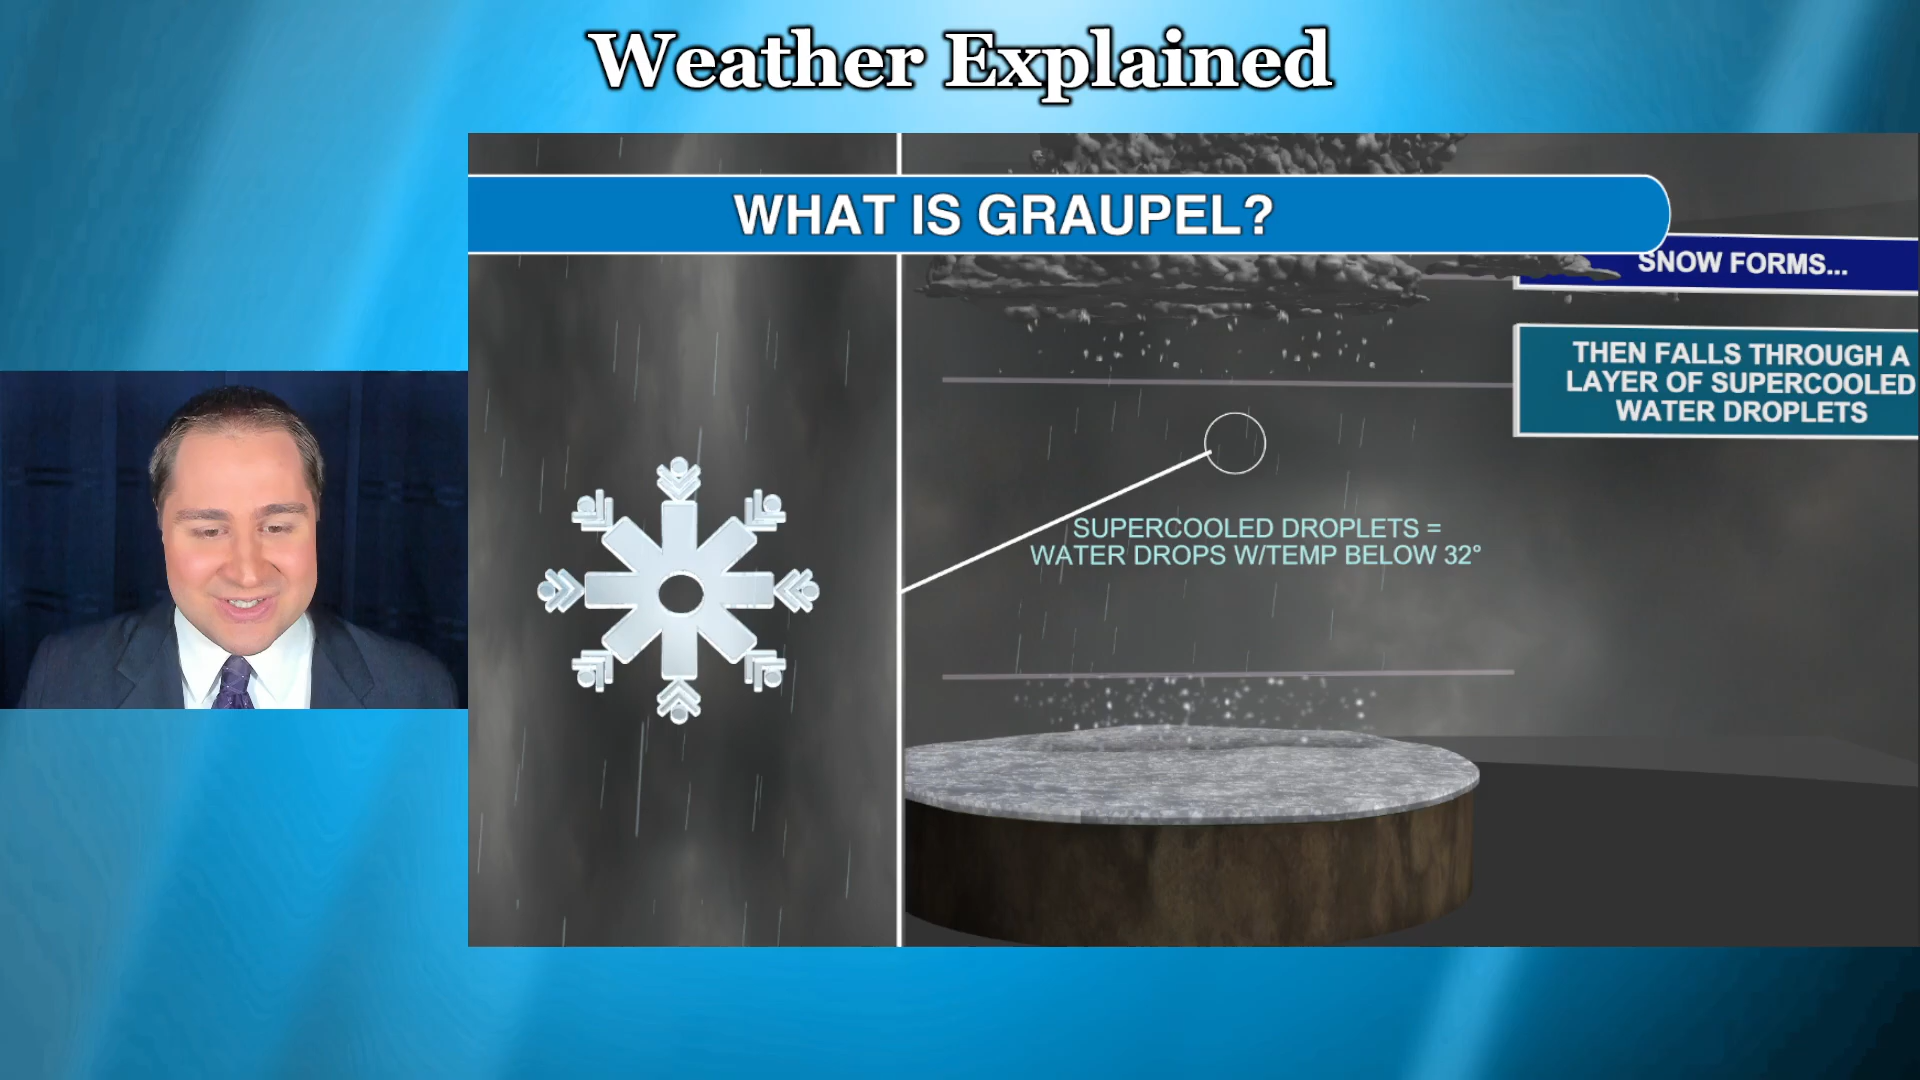 Weather Explained
WHAT IS GRAUPEL?
SNOW FORMS...
THEN FALLS THROUGH A
LAYER OF SUPERCOOLED
WATER DROPLETS
SUPERCOOLED DROPLETS =
WATER DROPS W/TEMP BELOW 32°